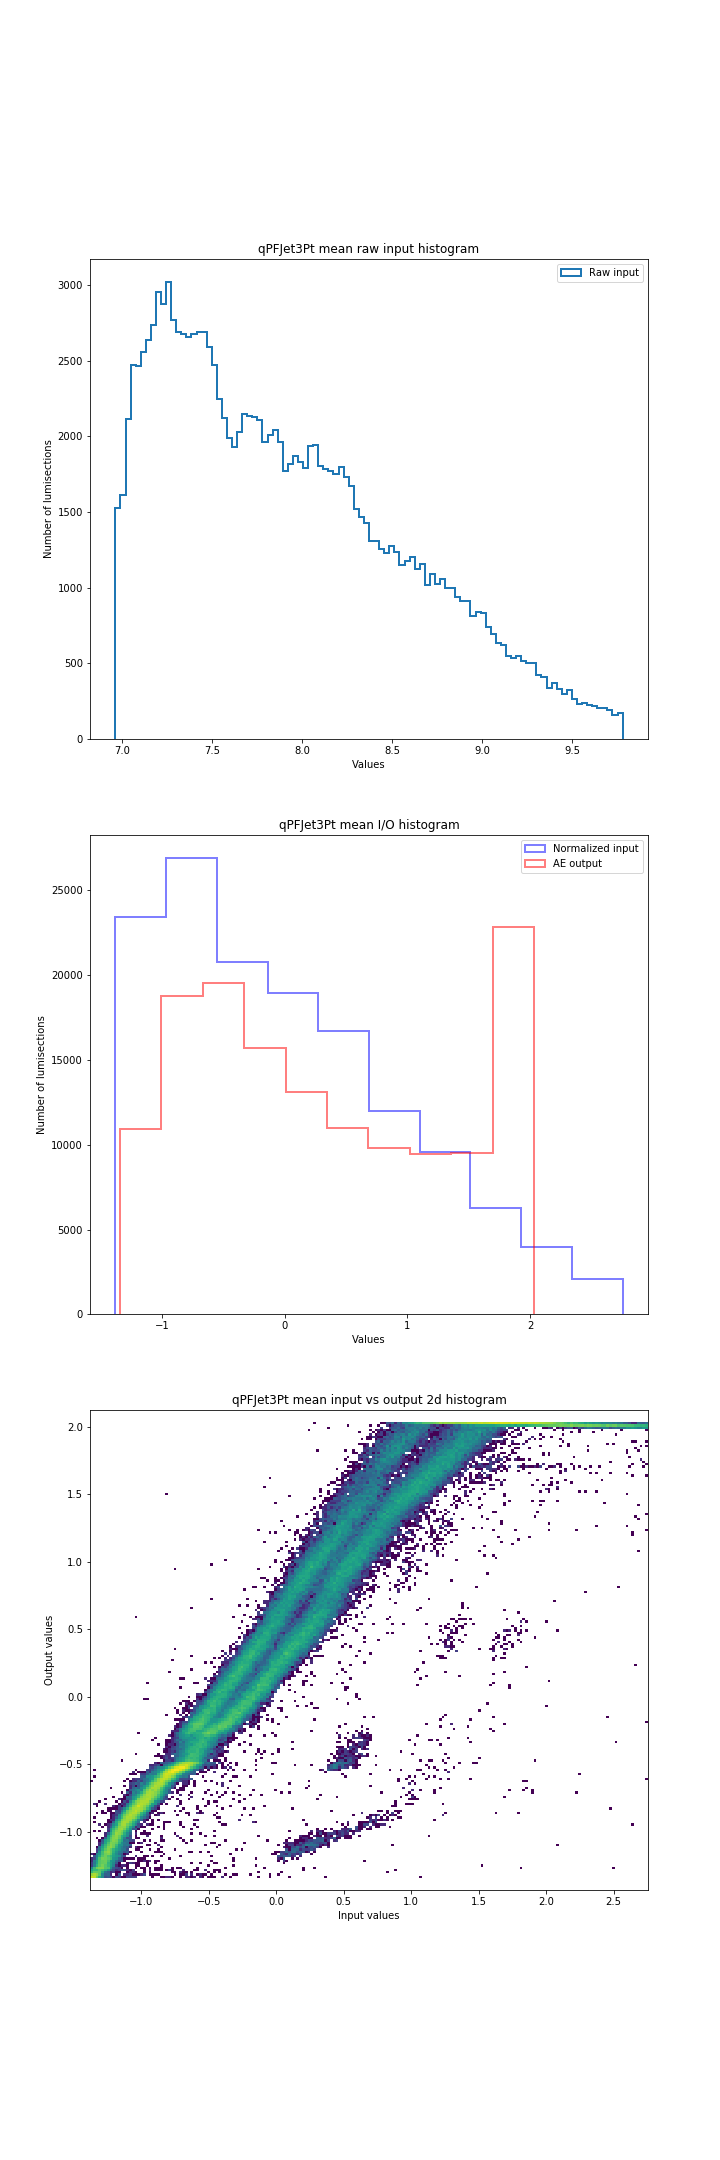 qPFJet3Pt mean raw input histogram
Raw input
3000
2500
2000
1500
1000
500
0
Number of lumisections
7.0 7.5 8.0 8.5 9.0 9.5
Values
qPFJet3Pt mean I/O histogram
Normalized input
AE output
25000
20000
15000
10000
5000
0
Number of lumisections
−1 0 1 2
Values
qPFJet3Pt mean input vs output 2d histogram
2.0
1.5
1.0
0.5
0.0
−0.5
−1.0
Output values
−1.0 −0.5 0.0 0.5 1.0 1.5 2.0 2.5
Input values